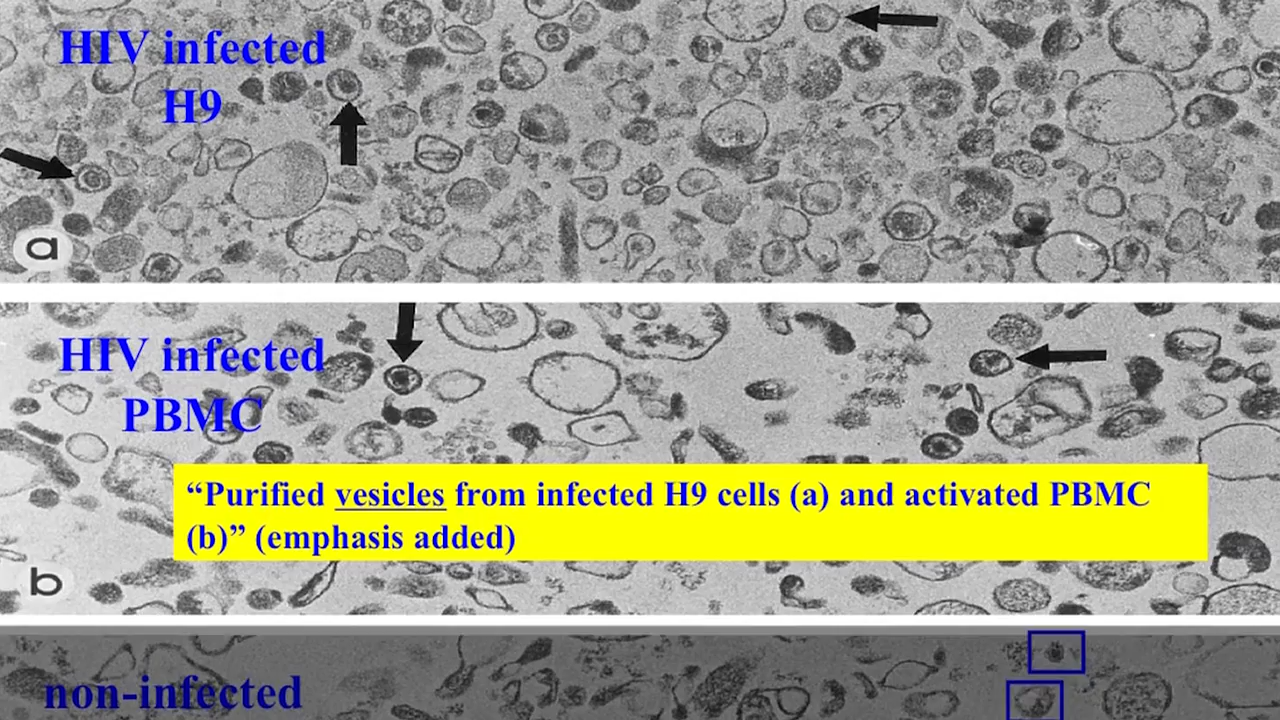 HIV infected
H9
a
HIV infected
PBMC
“Purified vesicles from infected H9 cells (a) and activated PBMC
(b)” (emphasis added)
b
non-infected